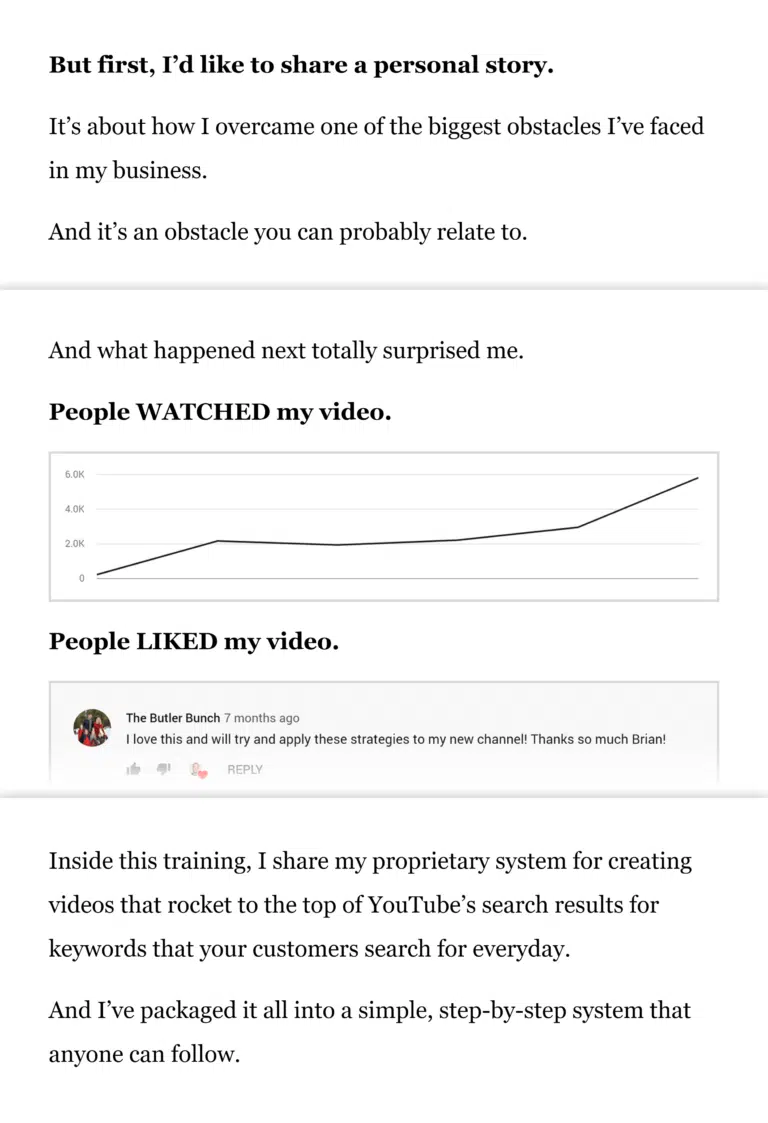 But first, I’d like to share a personal story.
It’s about how I overcame one of the biggest obstacles I’ve faced
in my business.
And it’s an obstacle you can probably relate to.
And what happened next totally surprised me.
People WATCHED my video.
6.0K
4.0K
2.0K
0
People LIKED my video.
The Butler Bunch 7 months ago
I love this and will try and apply these strategies to my new channel! Thanks so much Brian!
REPLY
Inside this training, I share my proprietary system for creating
videos that rocket to the top of YouTube’s search results for
keywords that your customers search for everyday.
And I’ve packaged it all into a simple, step-by-step system that
anyone can follow.